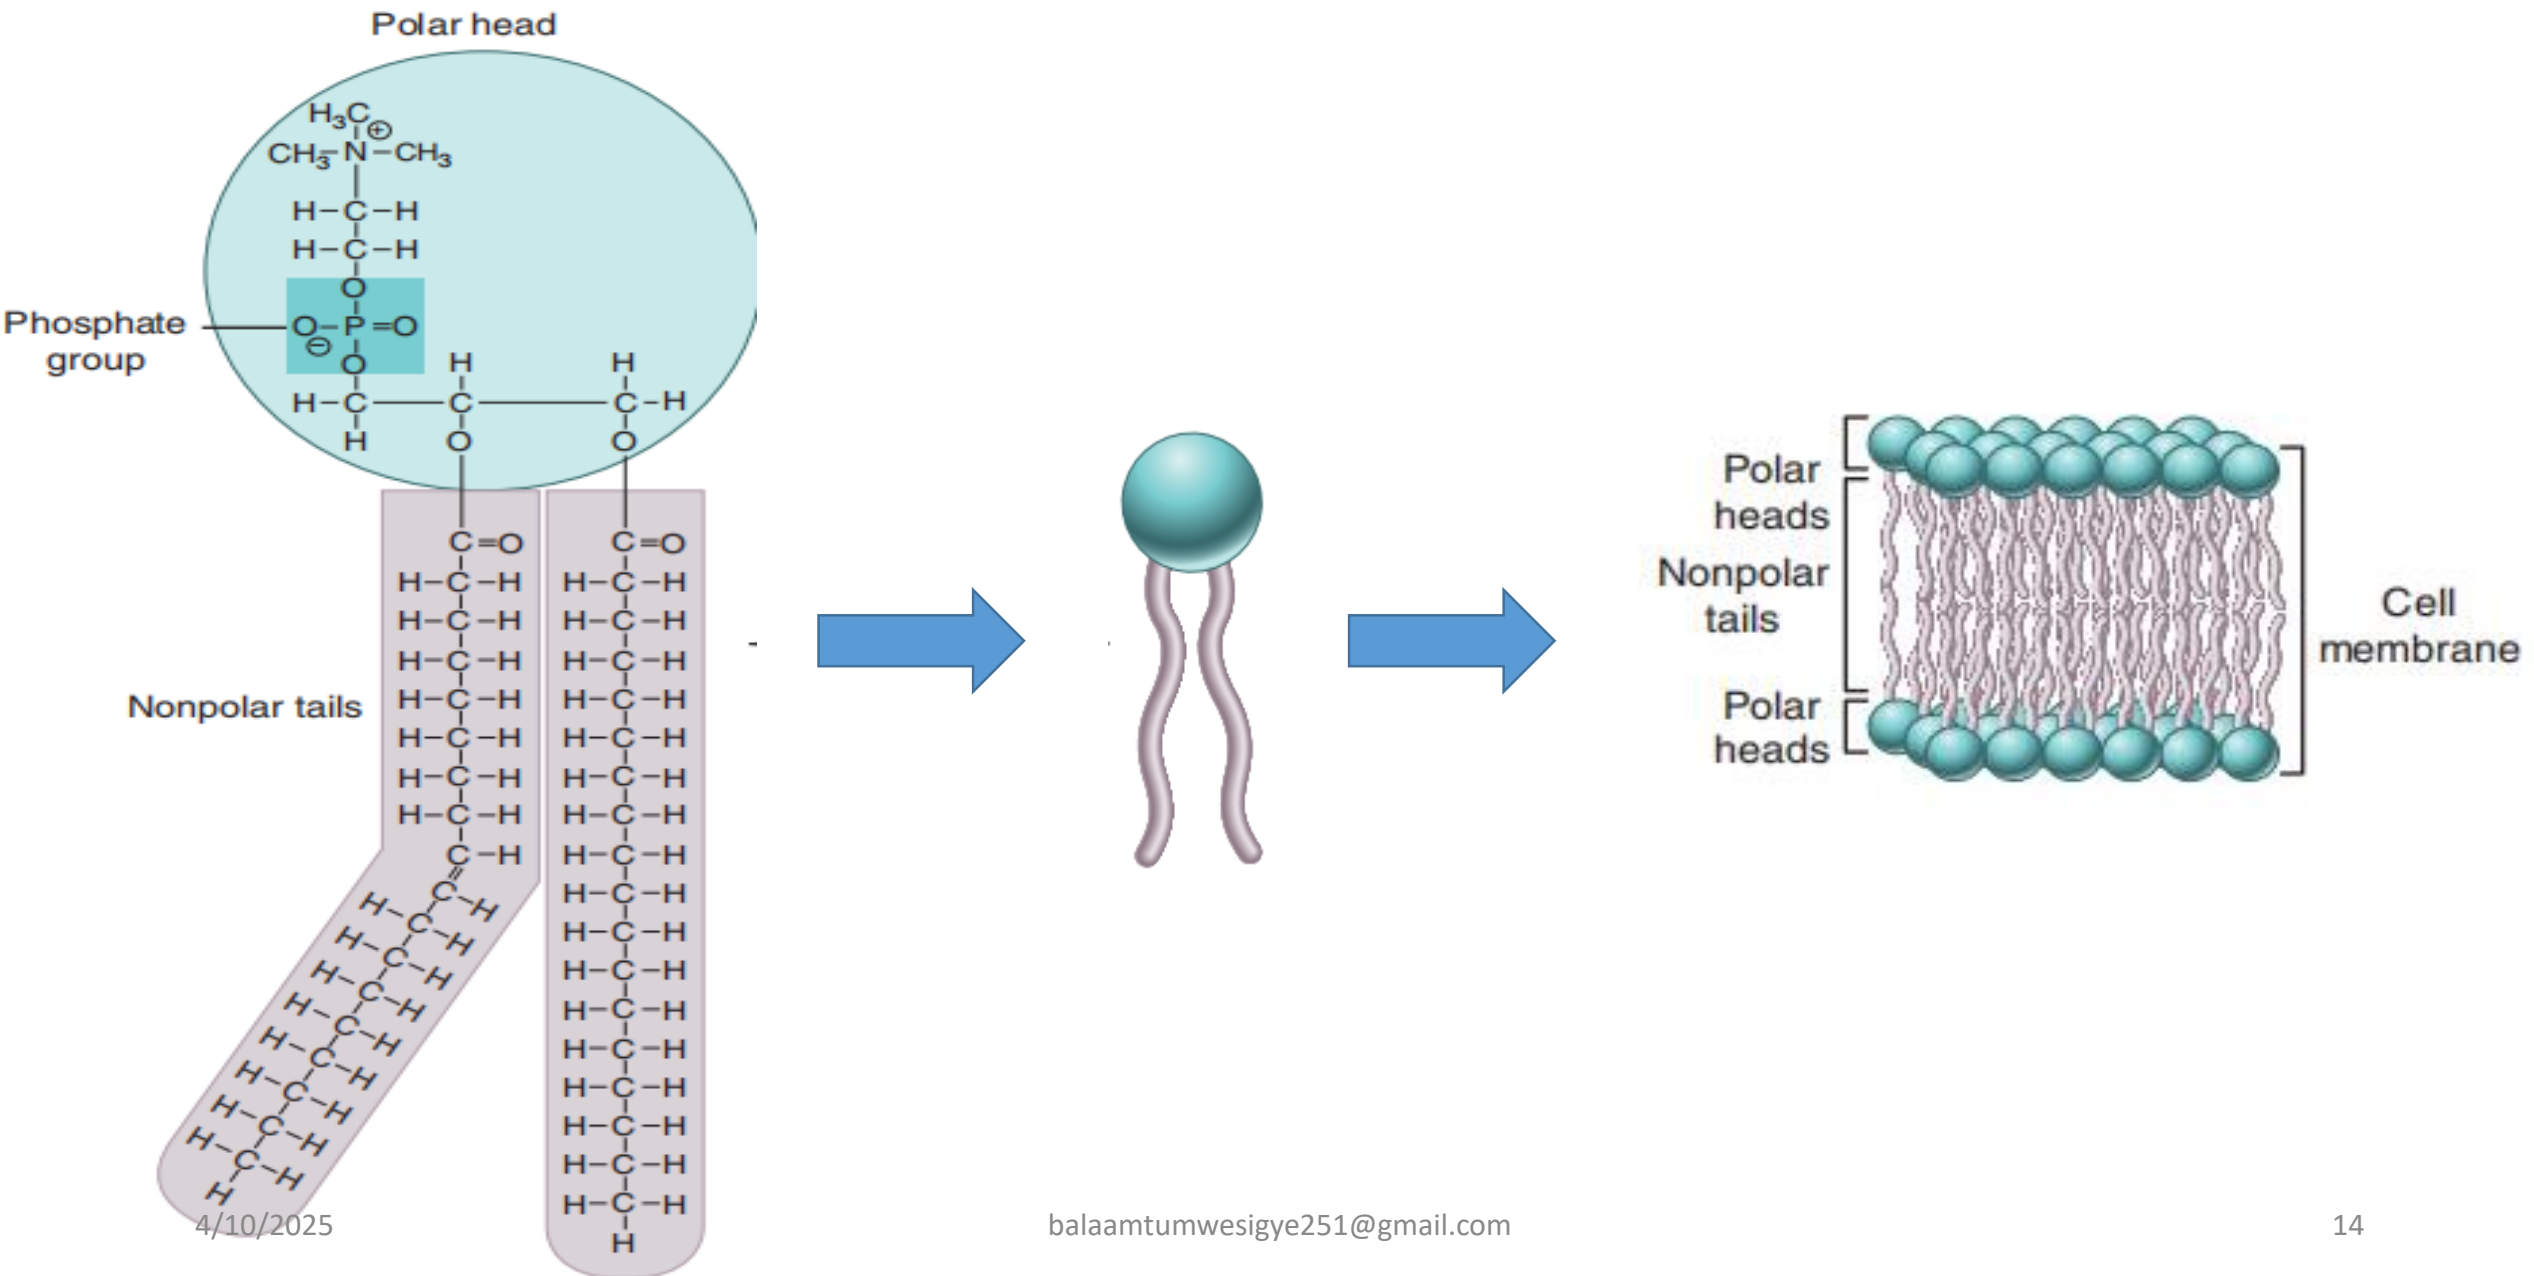 Polar head
H3C
⊕
CH3–N–CH3
H–C–H
H–C–H
O
Phosphate
group
O–P=O
⊖
O
H H
H–C C C–H
H O O
C=O C=O
H–C–H H–C–H
H–C–H H–C–H
H–C–H H–C–H
Nonpolar tails
H–C–H H–C–H
H–C–H H–C–H
H–C–H H–C–H
H–C–H H–C–H
C–H H–C–H
C–H H–C–H
H–C–H H–C–H
H–C–H H–C–H
H–C–H H–C–H
H–C–H H–C–H
H–C–H H–C–H
H–C–H H–C–H
H–C–H H–C–H
H–C–H H–C–H
H H
Polar
heads
Nonpolar
tails
Polar
heads
Cell
membrane
4/10/2025
balaamtumwesigye251@gmail.com
14